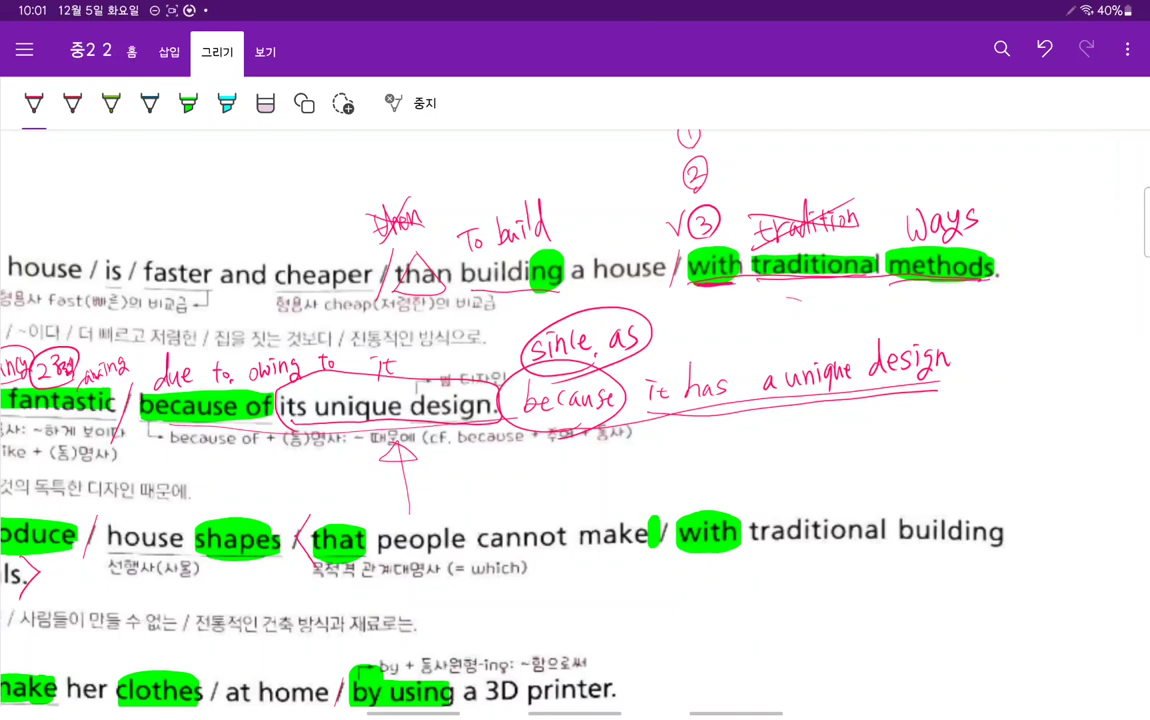 10:01 12월 5일 화요일 40%
중2 2 홈 삽입 그리기 보기
중지
①
②
then To build √③ tradition ways
house / is / faster and cheaper / than building a house / with traditional methods.
형용사 fast(빠른)의 비교급 형용사 cheap(저렴한)의 비교급
/ ~이다 / 더 빠르고 저렴한 / 집을 짓는 것보다 / 전통적인 방식으로.
sinle, as
owing due to, owing to it it has a unique design
fantastic / because of its unique design. because
~하게 보이다 because of + (동)명사: ~ 때문에 (cf. because + 주어 + 동사)
ike + (동)명사)
것의 독특한 디자인 때문에.
oduce / house shapes / that people cannot make / with traditional building
ls. 선행사(사물) 목적격 관계대명사 (= which)
/ 사람들이 만들 수 없는 / 전통적인 건축 방식과 재료로는.
by + 동사원형-ing: ~함으로써
make her clothes / at home / by using a 3D printer.